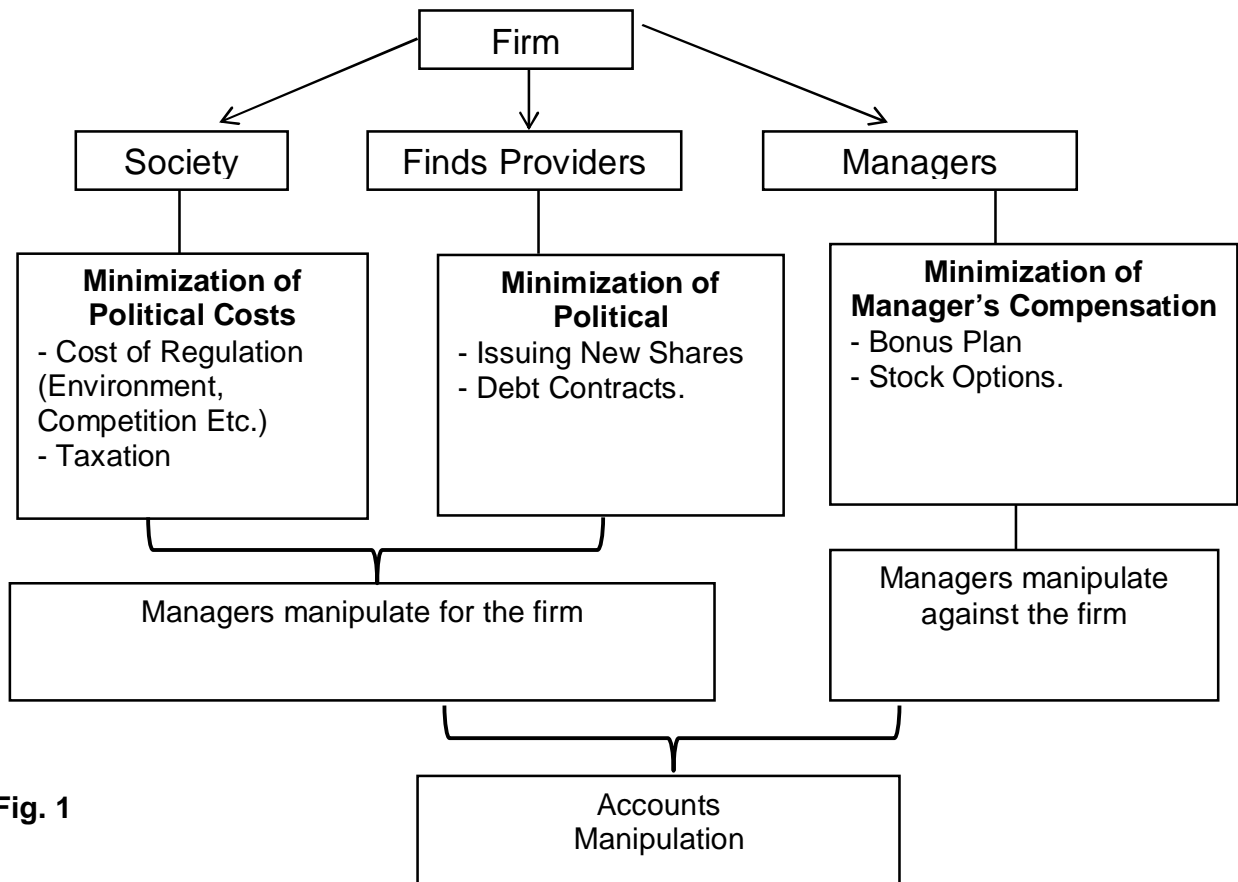 Firm
Society
Finds Providers
Managers
Minimization of
Political Costs
- Cost of Regulation
(Environment,
Competition Etc.)
- Taxation
Minimization of
Political
- Issuing New Shares
- Debt Contracts.
Minimization of
Manager’s Compensation
- Bonus Plan
- Stock Options.
Managers manipulate for the firm
Managers manipulate
against the firm
Fig. 1
Accounts
Manipulation